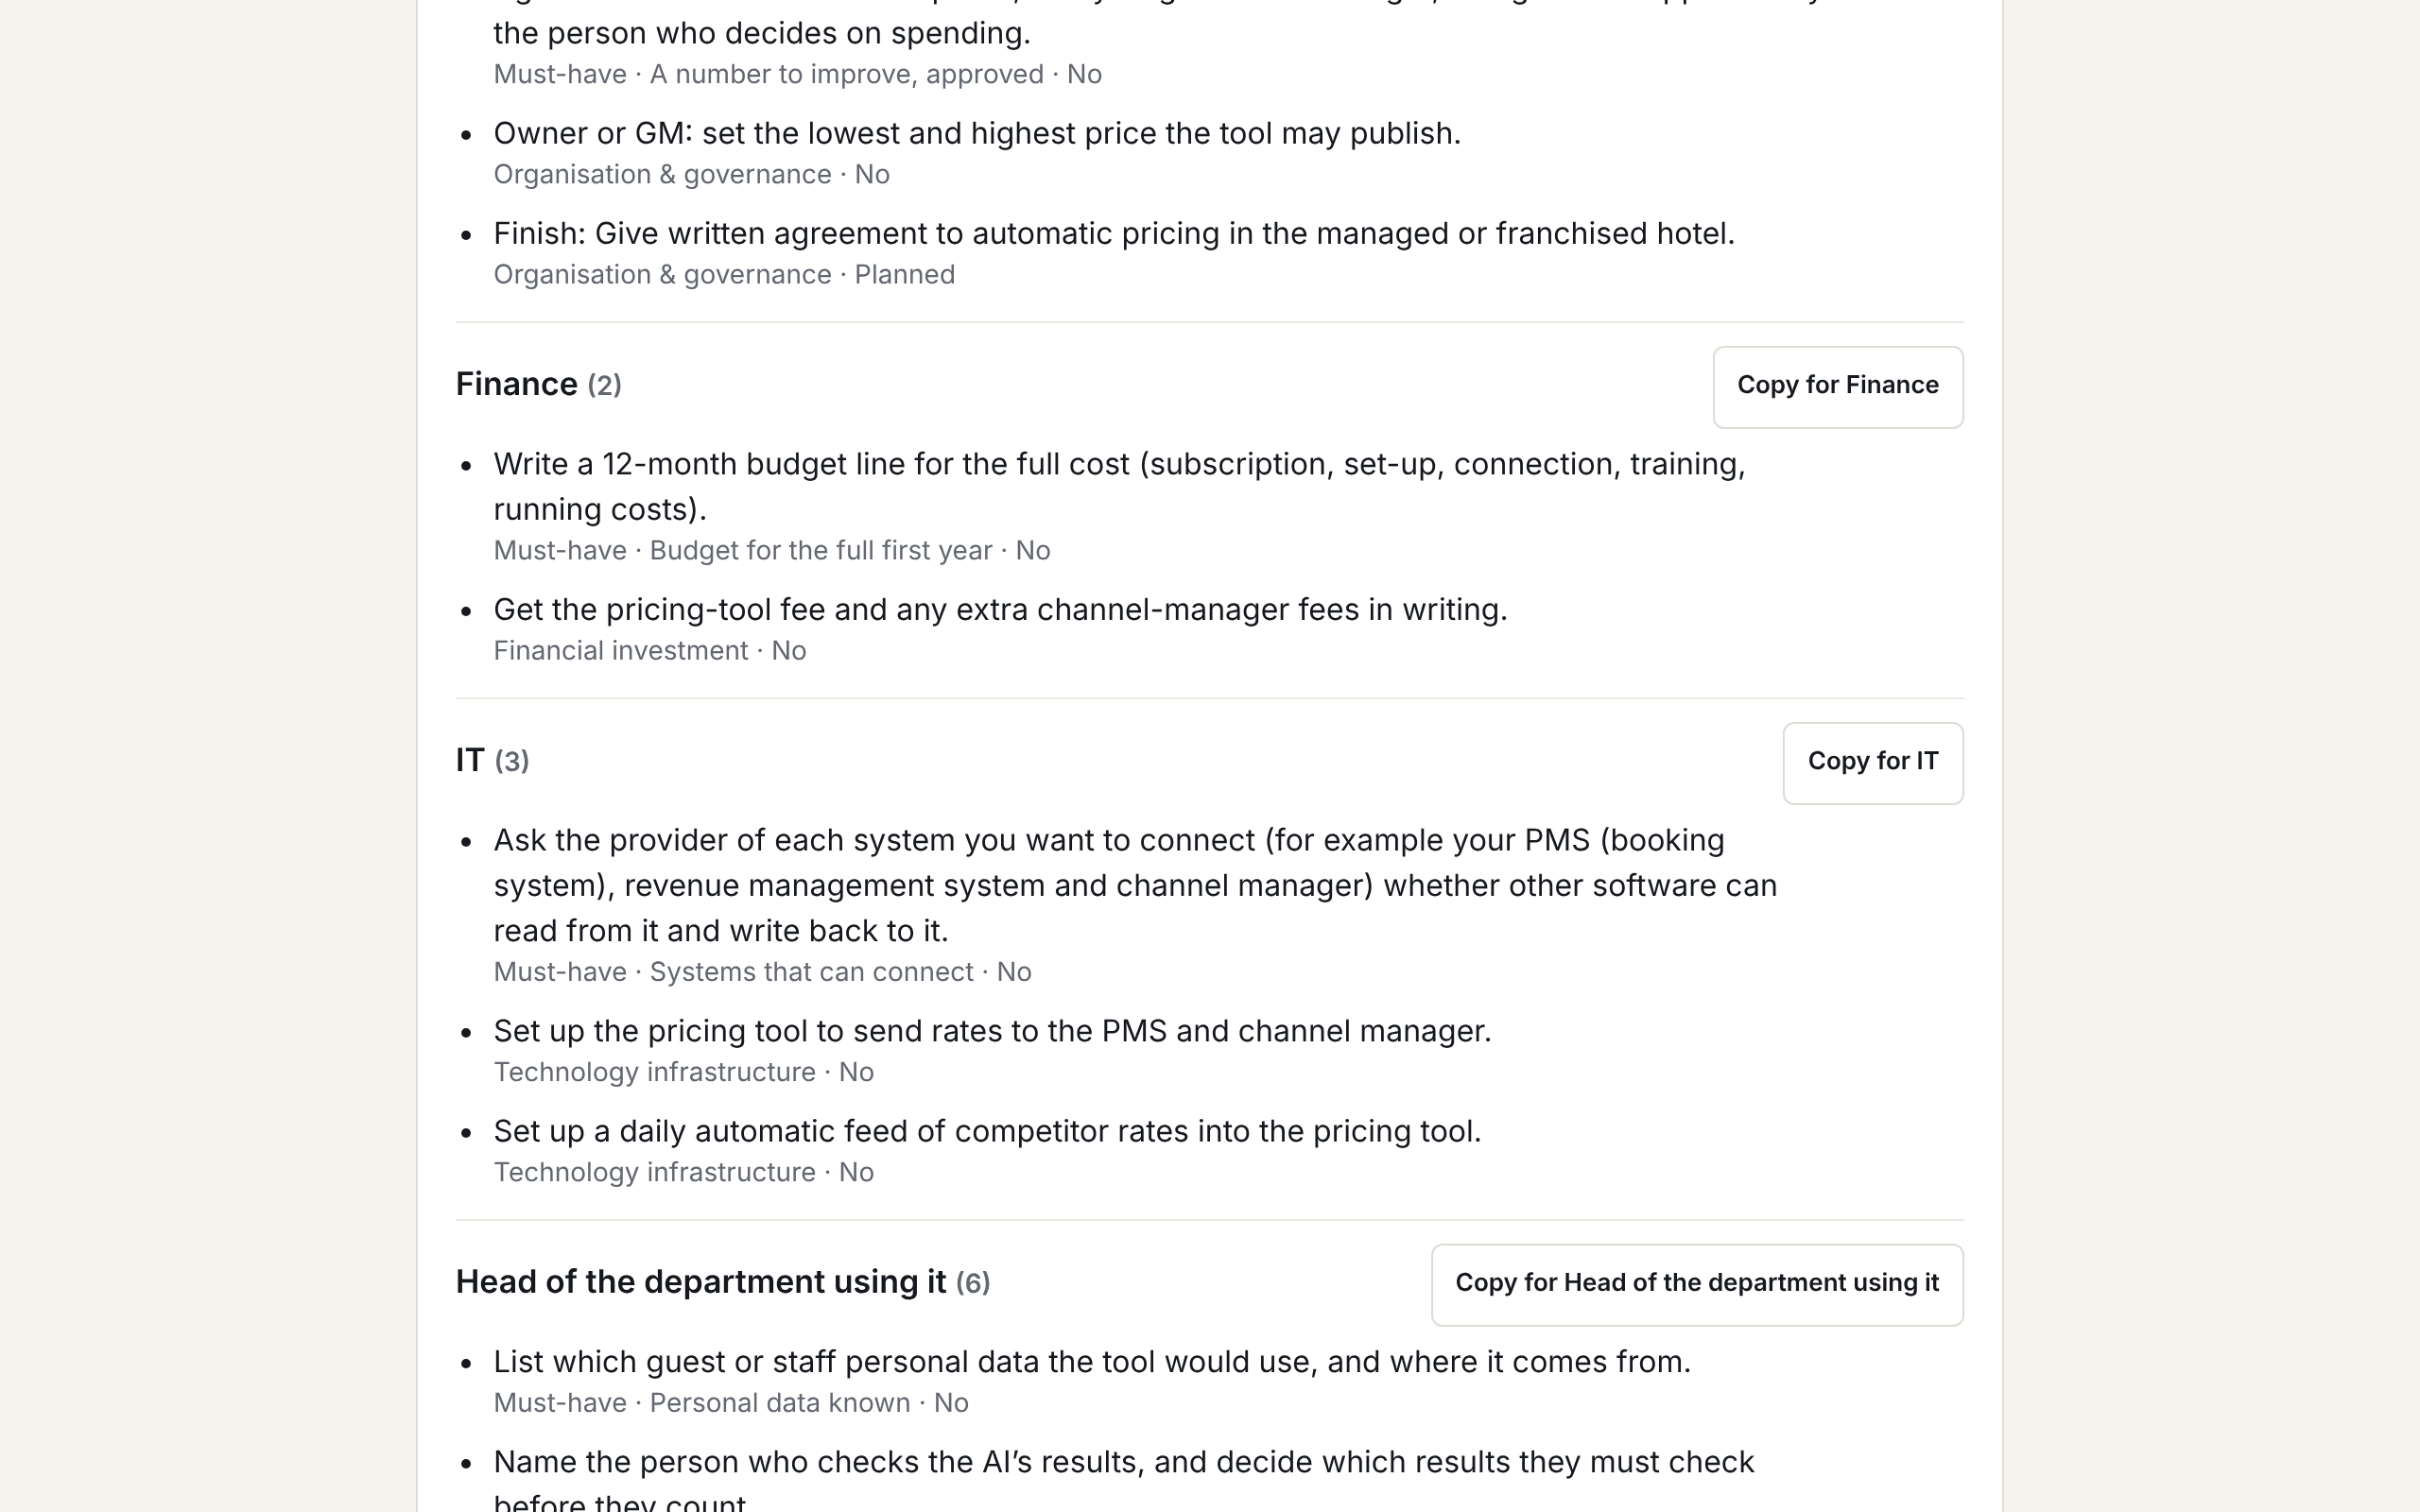 the person who decides on spending.
Must-have · A number to improve, approved · No
• Owner or GM: set the lowest and highest price the tool may publish.
Organisation & governance · No
• Finish: Give written agreement to automatic pricing in the managed or franchised hotel.
Organisation & governance · Planned
Finance (2)
Copy for Finance
• Write a 12-month budget line for the full cost (subscription, set-up, connection, training,
running costs).
Must-have · Budget for the full first year · No
• Get the pricing-tool fee and any extra channel-manager fees in writing.
Financial investment · No
IT (3)
Copy for IT
• Ask the provider of each system you want to connect (for example your PMS (booking
system), revenue management system and channel manager) whether other software can
read from it and write back to it.
Must-have · Systems that can connect · No
• Set up the pricing tool to send rates to the PMS and channel manager.
Technology infrastructure · No
• Set up a daily automatic feed of competitor rates into the pricing tool.
Technology infrastructure · No
Head of the department using it (6)
Copy for Head of the department using it
• List which guest or staff personal data the tool would use, and where it comes from.
Must-have · Personal data known · No
• Name the person who checks the AI’s results, and decide which results they must check
before they count.